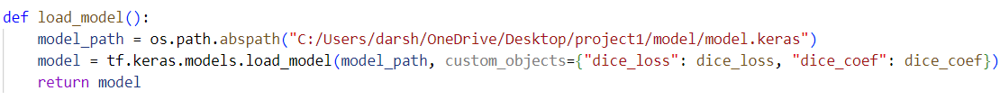 def load_model():
    model_path = os.path.abspath("C:/Users/darsh/OneDrive/Desktop/project1/model/model.keras")
    model = tf.keras.models.load_model(model_path, custom_objects={"dice_loss": dice_loss, "dice_coef": dice_coef})
    return model